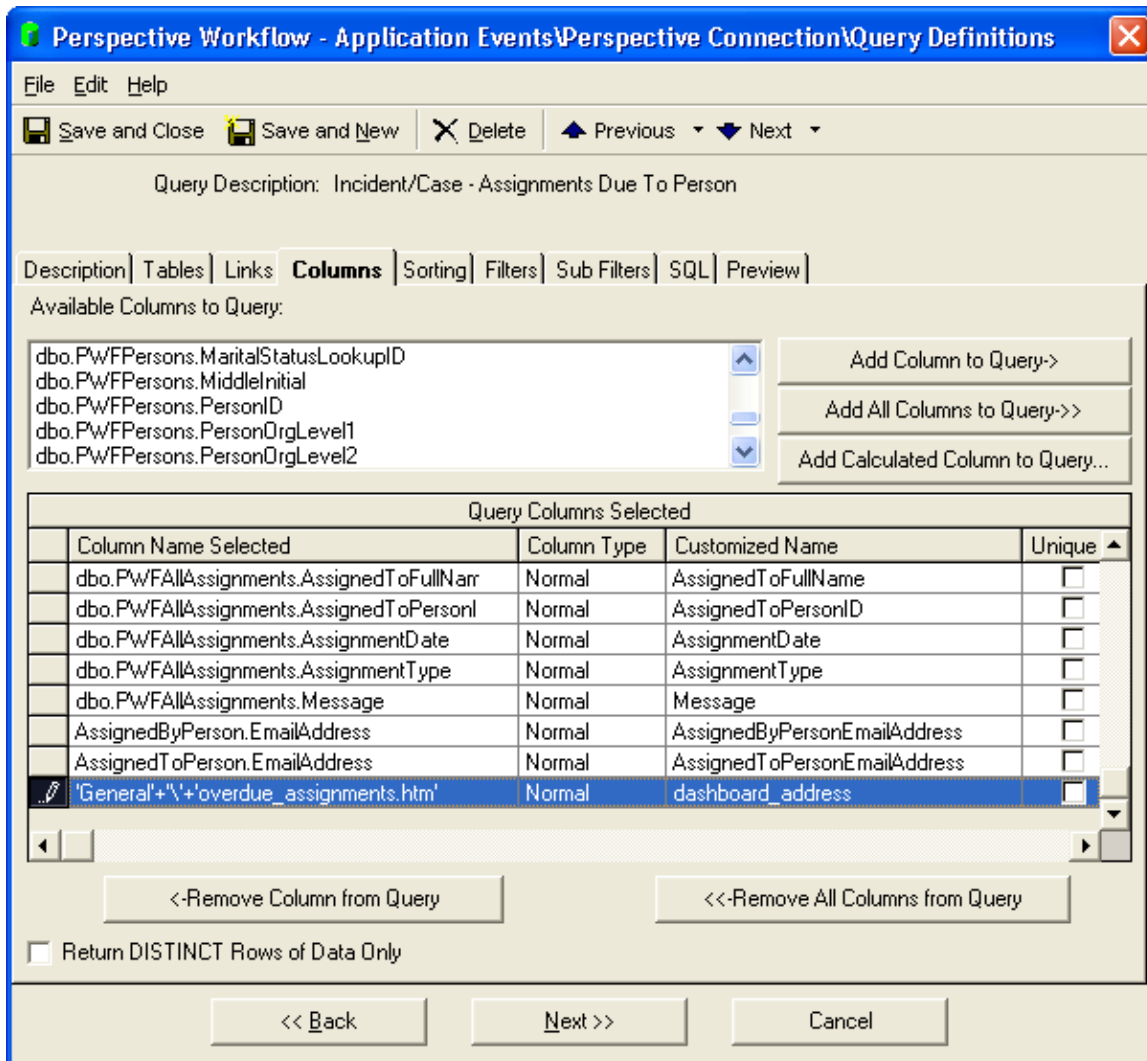 Perspective Workflow - Application Events\Perspective Connection\Query Definitions
File Edit Help
Save and Close Save and New Delete Previous Next
Query Description: Incident/Case - Assignments Due To Person
Description Tables Links Columns Sorting Filters Sub Filters SQL Preview
Available Columns to Query:
dbo.PWFPersons.MaritalStatusLookupID
dbo.PWFPersons.MiddleInitial
dbo.PWFPersons.PersonID
dbo.PWFPersons.PersonOrgLevel1
dbo.PWFPersons.PersonOrgLevel2
Add Column to Query->
Add All Columns to Query->>
Add Calculated Column to Query...
Query Columns Selected
Column Name Selected Column Type Customized Name Unique
dbo.PWFAllAssignments.AssignedToFullNam Normal AssignedToFullName
dbo.PWFAllAssignments.AssignedToPersonI Normal AssignedToPersonID
dbo.PWFAllAssignments.AssignmentDate Normal AssignmentDate
dbo.PWFAllAssignments.AssignmentType Normal AssignmentType
dbo.PWFAllAssignments.Message Normal Message
AssignedByPerson.EmailAddress Normal AssignedByPersonEmailAddress
AssignedToPerson.EmailAddress Normal AssignedToPersonEmailAddress
'General'+'\'+'overdue_assignments.htm' Normal dashboard_address
<-Remove Column from Query <<-Remove All Columns from Query
Return DISTINCT Rows of Data Only
<< Back Next >> Cancel